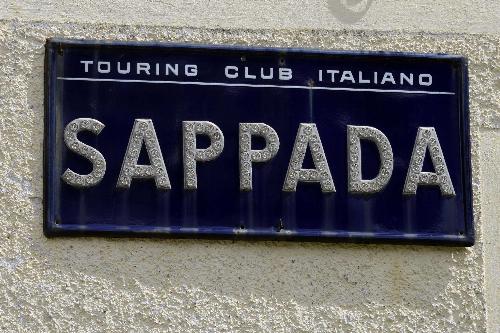 TOURING CLUB ITALIANO
SAPPADA